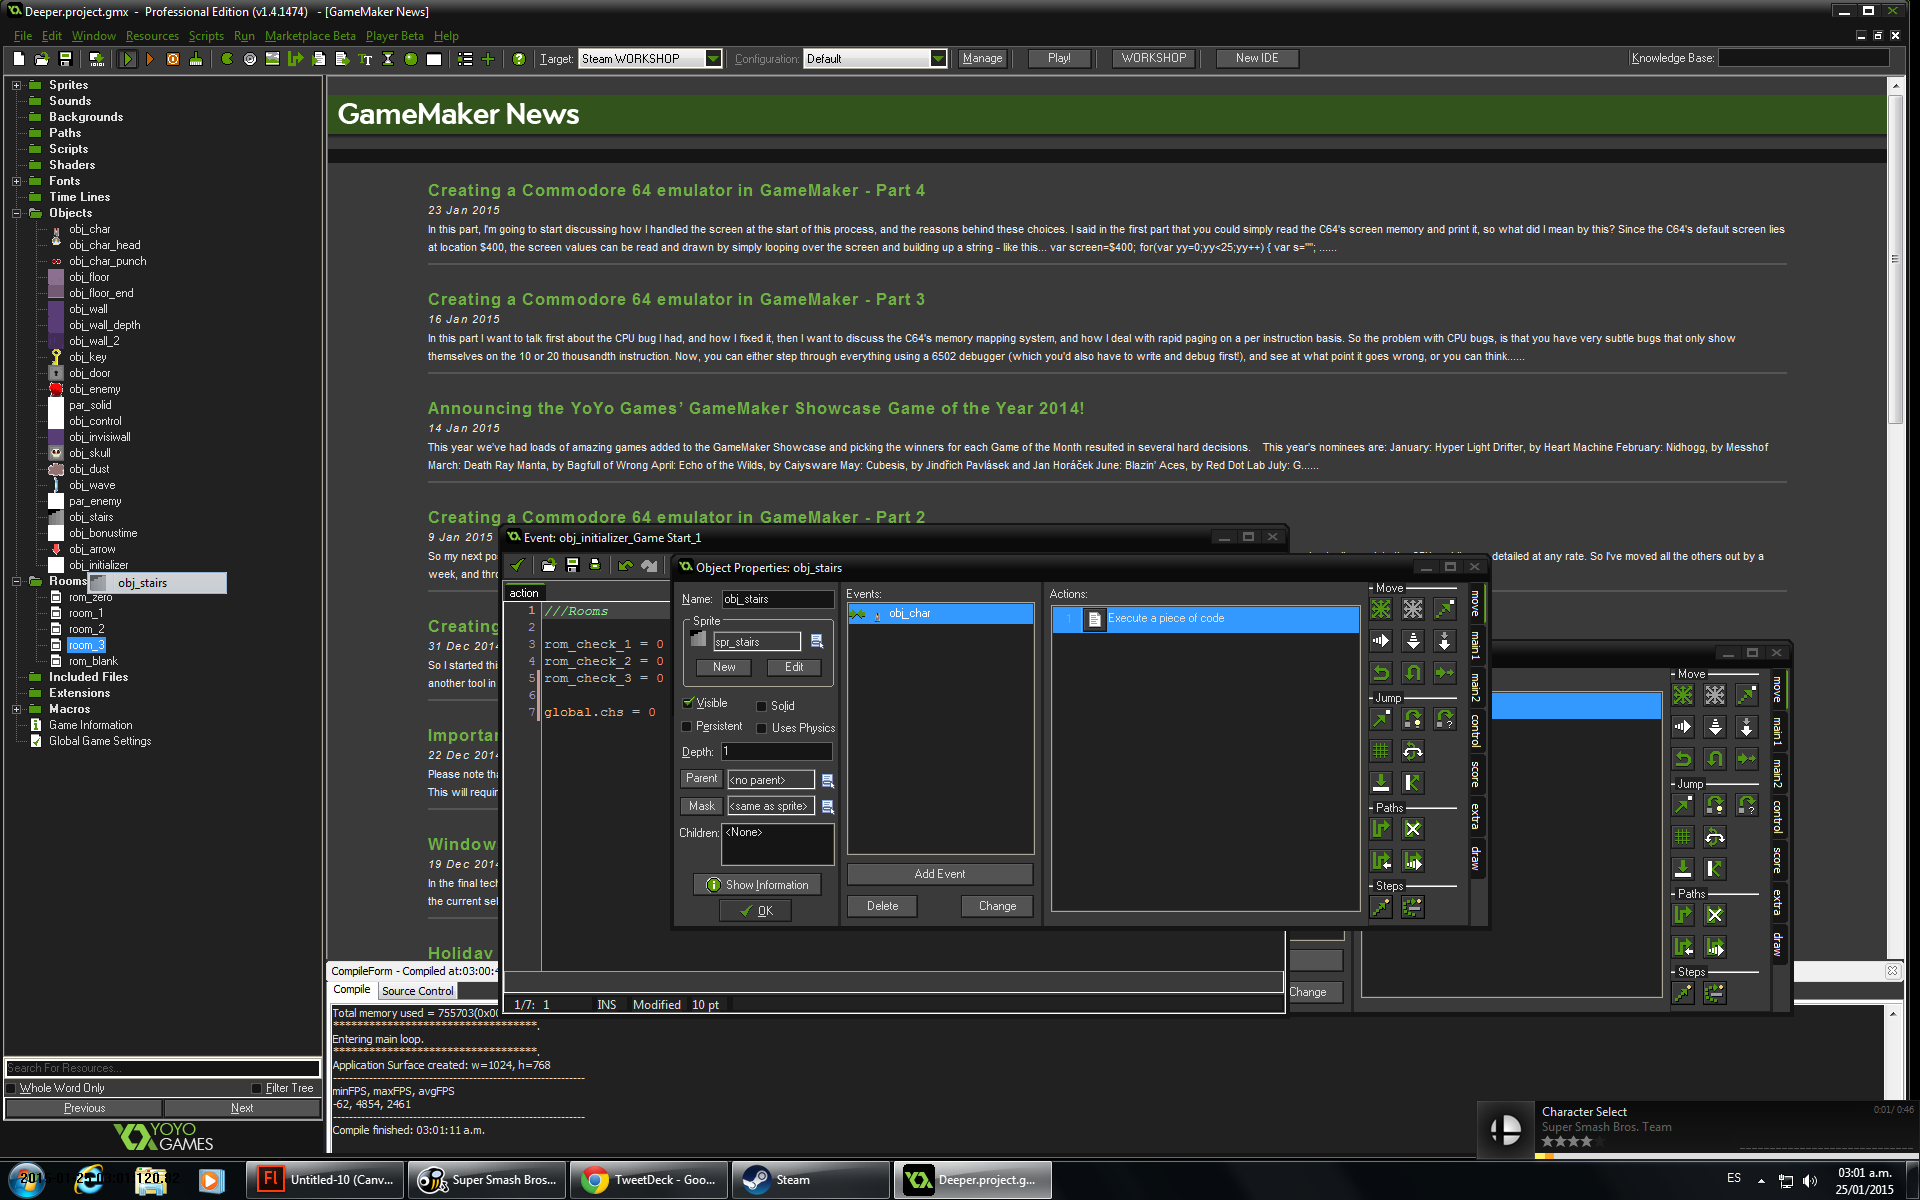 Deeper.project.gmx - Professional Edition (v1.4.1474) - [GameMaker News]
File Edit Window Resources Scripts Run Marketplace Beta Player Beta Help
Target: Steam WORKSHOP Configuration: Default Manage Play! WORKSHOP New IDE Knowledge Base:
Sprites
Sounds
Backgrounds
Paths
Scripts
Shaders
Fonts
Time Lines
Objects
obj_char
obj_char_head
obj_char_punch
obj_floor
obj_floor_end
obj_wall
obj_wall_depth
obj_wall_2
obj_key
obj_door
obj_enemy
par_solid
obj_control
obj_invisiwall
obj_skull
obj_dust
obj_wave
par_enemy
obj_stairs
obj_bonustime
obj_arrow
obj_initializer
Rooms
obj_stairs
rom_zero
room_1
room_2
room_3
rom_blank
Included Files
Extensions
Macros
Game Information
Global Game Settings
Search For Resources...
Whole Word Only Filter Tree
Previous Next
YOYO
GAMES
GameMaker News
Creating a Commodore 64 emulator in GameMaker - Part 4
23 Jan 2015
In this part, I'm going to start discussing how I handled the screen at the start of this process, and the reasons behind these choices. I said in the first part that you could simply read the C64's screen memory and print it, so what did I mean by this? Since the C64's default screen lies
at location $400, the screen values can be read and drawn by simply looping over the screen and building up a string - like this... var screen=$400; for(var yy=0;yy<25;yy++) { var s=""; ......
Creating a Commodore 64 emulator in GameMaker - Part 3
16 Jan 2015
In this part I want to talk first about the CPU bug I had, and how I fixed it, then I want to discuss the C64's memory mapping system, and how I deal with rapid paging on a per instruction basis. So the problem with CPU bugs, is that you have very subtle bugs that only show
themselves on the 10 or 20 thousandth instruction. Now, you can either step through everything using a 6502 debugger (which you'd also have to write and debug first!), and see at what point it goes wrong, or you can think......
Announcing the YoYo Games' GameMaker Showcase Game of the Year 2014!
14 Jan 2015
This year we've had loads of amazing games added to the GameMaker Showcase and picking the winners for each Game of the Month resulted in several hard decisions. This year's nominees are: January: Hyper Light Drifter, by Heart Machine February: Nidhogg, by Messhof
March: Death Ray Manta, by Bagfull of Wrong April: Echo of the Wilds, by Caiysware May: Cubesis, by Jindřich Pavlásek and Jan Horáček June: Blazin' Aces, by Red Dot Lab July: G......
Creating a Commodore 64 emulator in GameMaker - Part 2
9 Jan 2015
So my next po
detailed at any rate. So I've moved all the others out by a
week, and thro
Creating
31 Dec 2014
So I started thi
another tool in
Importan
22 Dec 2014
Please note tha
This will requir
Window
19 Dec 2014
In the final tech
the current sel
Holiday
Event: obj_initializer_Game Start_1
action
1 ///Rooms
2
3 rom_check_1 = 0
4 rom_check_2 = 0
5 rom_check_3 = 0
6
7 global.chs = 0
1/7: 1 INS Modified 10 pt
Object Properties: obj_stairs
Name: obj_stairs
Sprite
spr_stairs
New Edit
Visible Solid
Persistent Uses Physics
Depth: 1
Parent <no parent>
Mask <same as sprite>
Children: <None>
Show Information
OK
Events:
obj_char
Add Event
Delete Change
Actions:
1 Execute a piece of code
Move
Jump
Paths
Steps
move
main1
main2
control
score
extra
draw
Move
Jump
Paths
Steps
move
main1
main2
control
score
extra
draw
Change
CompileForm - Compiled at:03:00:4
Compile Source Control
Total memory used = 755703(0x00
***********************************.
Entering main loop.
***********************************.
Application Surface created: w=1024, h=768
minFPS, maxFPS, avgFPS
-62, 4854, 2461
Compile finished: 03:01:11 a.m.
Character Select 0:01/ 0:46
Super Smash Bros. Team
Untitled-10 (Canv... Super Smash Bros... TweetDeck - Goo... Steam Deeper.project.g...
ES 03:01 a.m.
25/01/2015